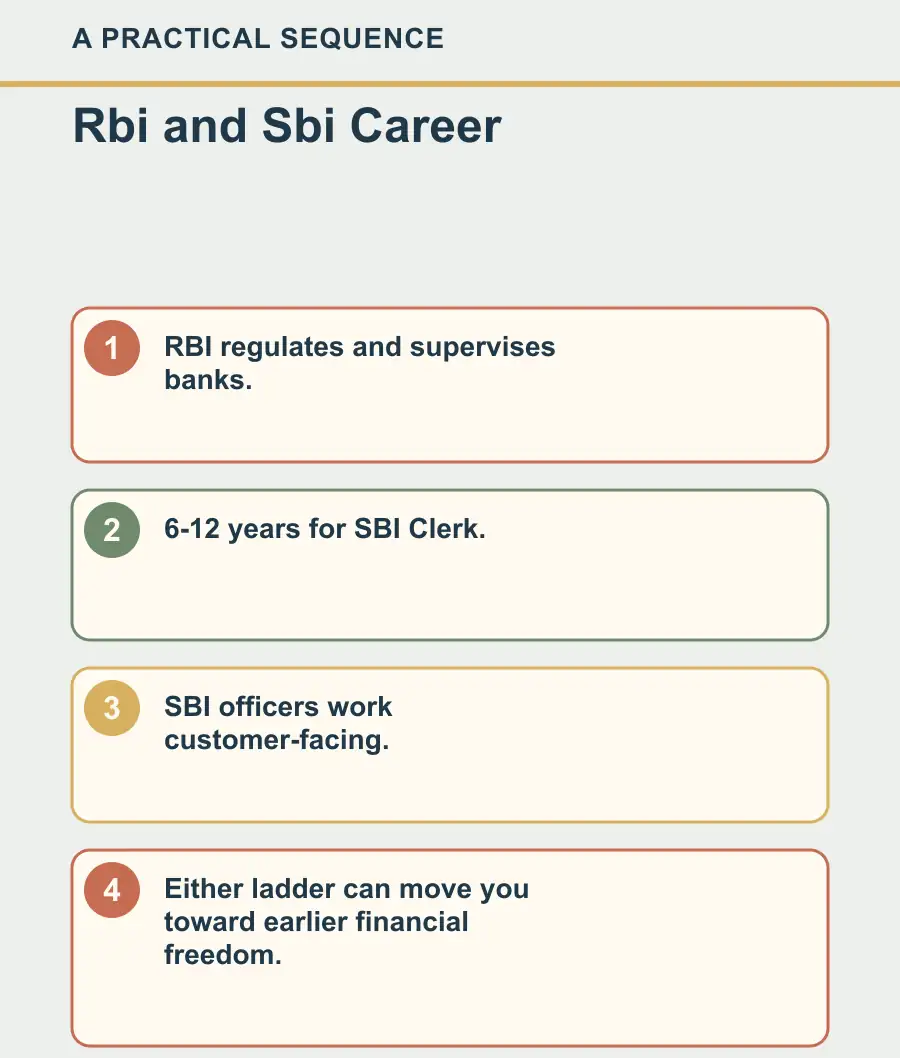 A PRACTICAL SEQUENCE
Rbi and Sbi Career
1
RBI regulates and supervises
banks.
2
6-12 years for SBI Clerk.
3
SBI officers work
customer-facing.
4
Either ladder can move you
toward earlier financial
freedom.